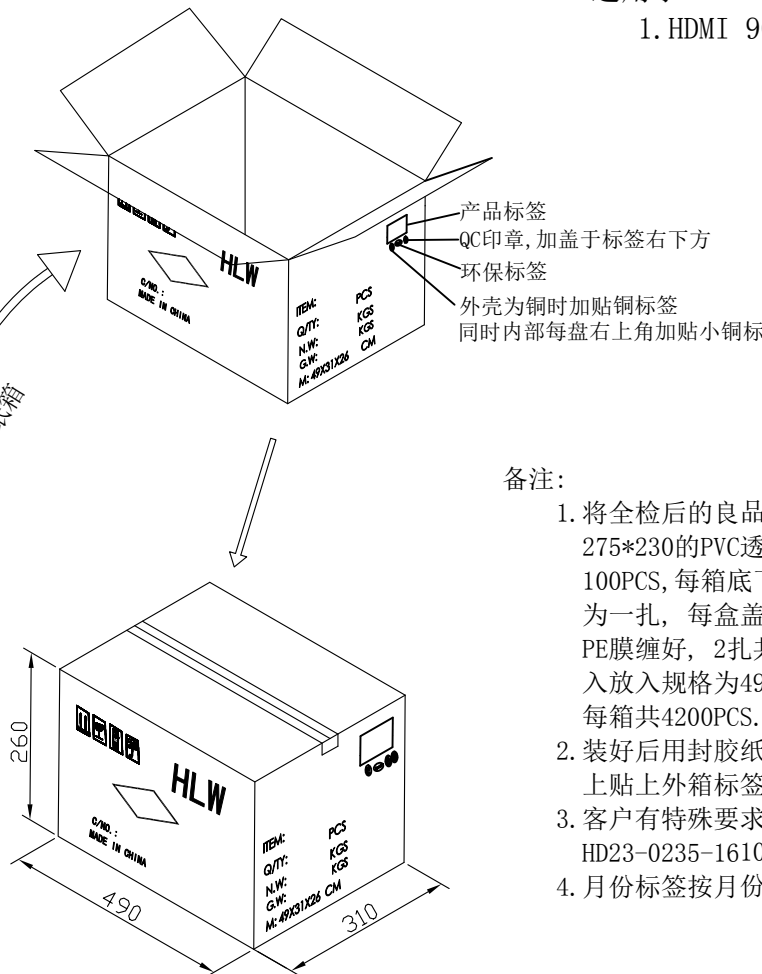 1.HDMI 9
HLW
C/NO.:
MADE IN CHINA
ITEM: PCS
Q/TY: KGS
N.W: KGS
G.W: CM
M: 49X31X26
产品标签
QC印章,加盖于标签右下方
环保标签
外壳为铜时加贴铜标签
同时内部每盘右上角加贴小铜标
纸箱
备注:
1.将全检后的良品
275*230的PVC透
100PCS,每箱底
为一扎, 每盒盖
PE膜缠好, 2扎共
入放入规格为49
每箱共4200PCS.
2.装好后用封胶纸
上贴上外箱标签
3.客户有特殊要求
HD23-0235-1610
4.月份标签按月份
HLW
C/NO.:
MADE IN CHINA
ITEM: PCS
Q/TY: KGS
N.W: KGS
G.W:
M: 49X31X26 CM
260
490
310